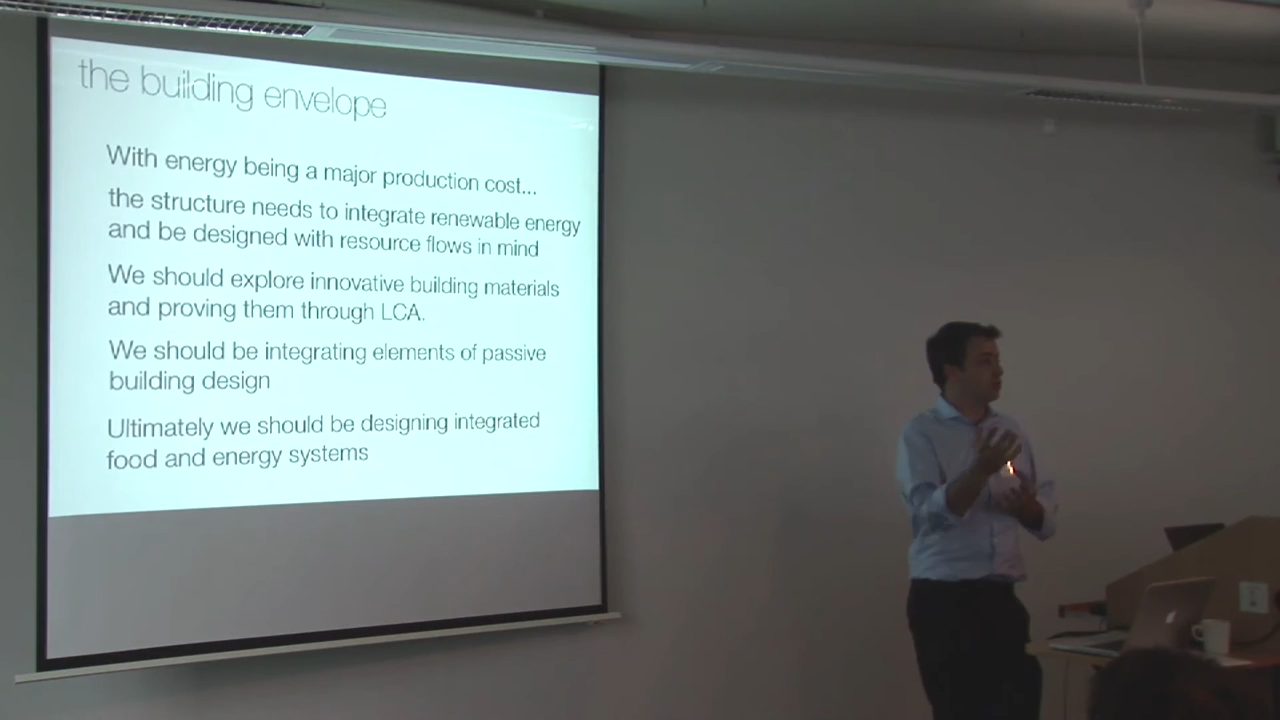 the building envelope
With energy being a major production cost...
the structure needs to integrate renewable energy
and be designed with resource flows in mind
We should explore innovative building materials
and proving them through LCA.
We should be integrating elements of passive
building design
Ultimately we should be designing integrated
food and energy systems